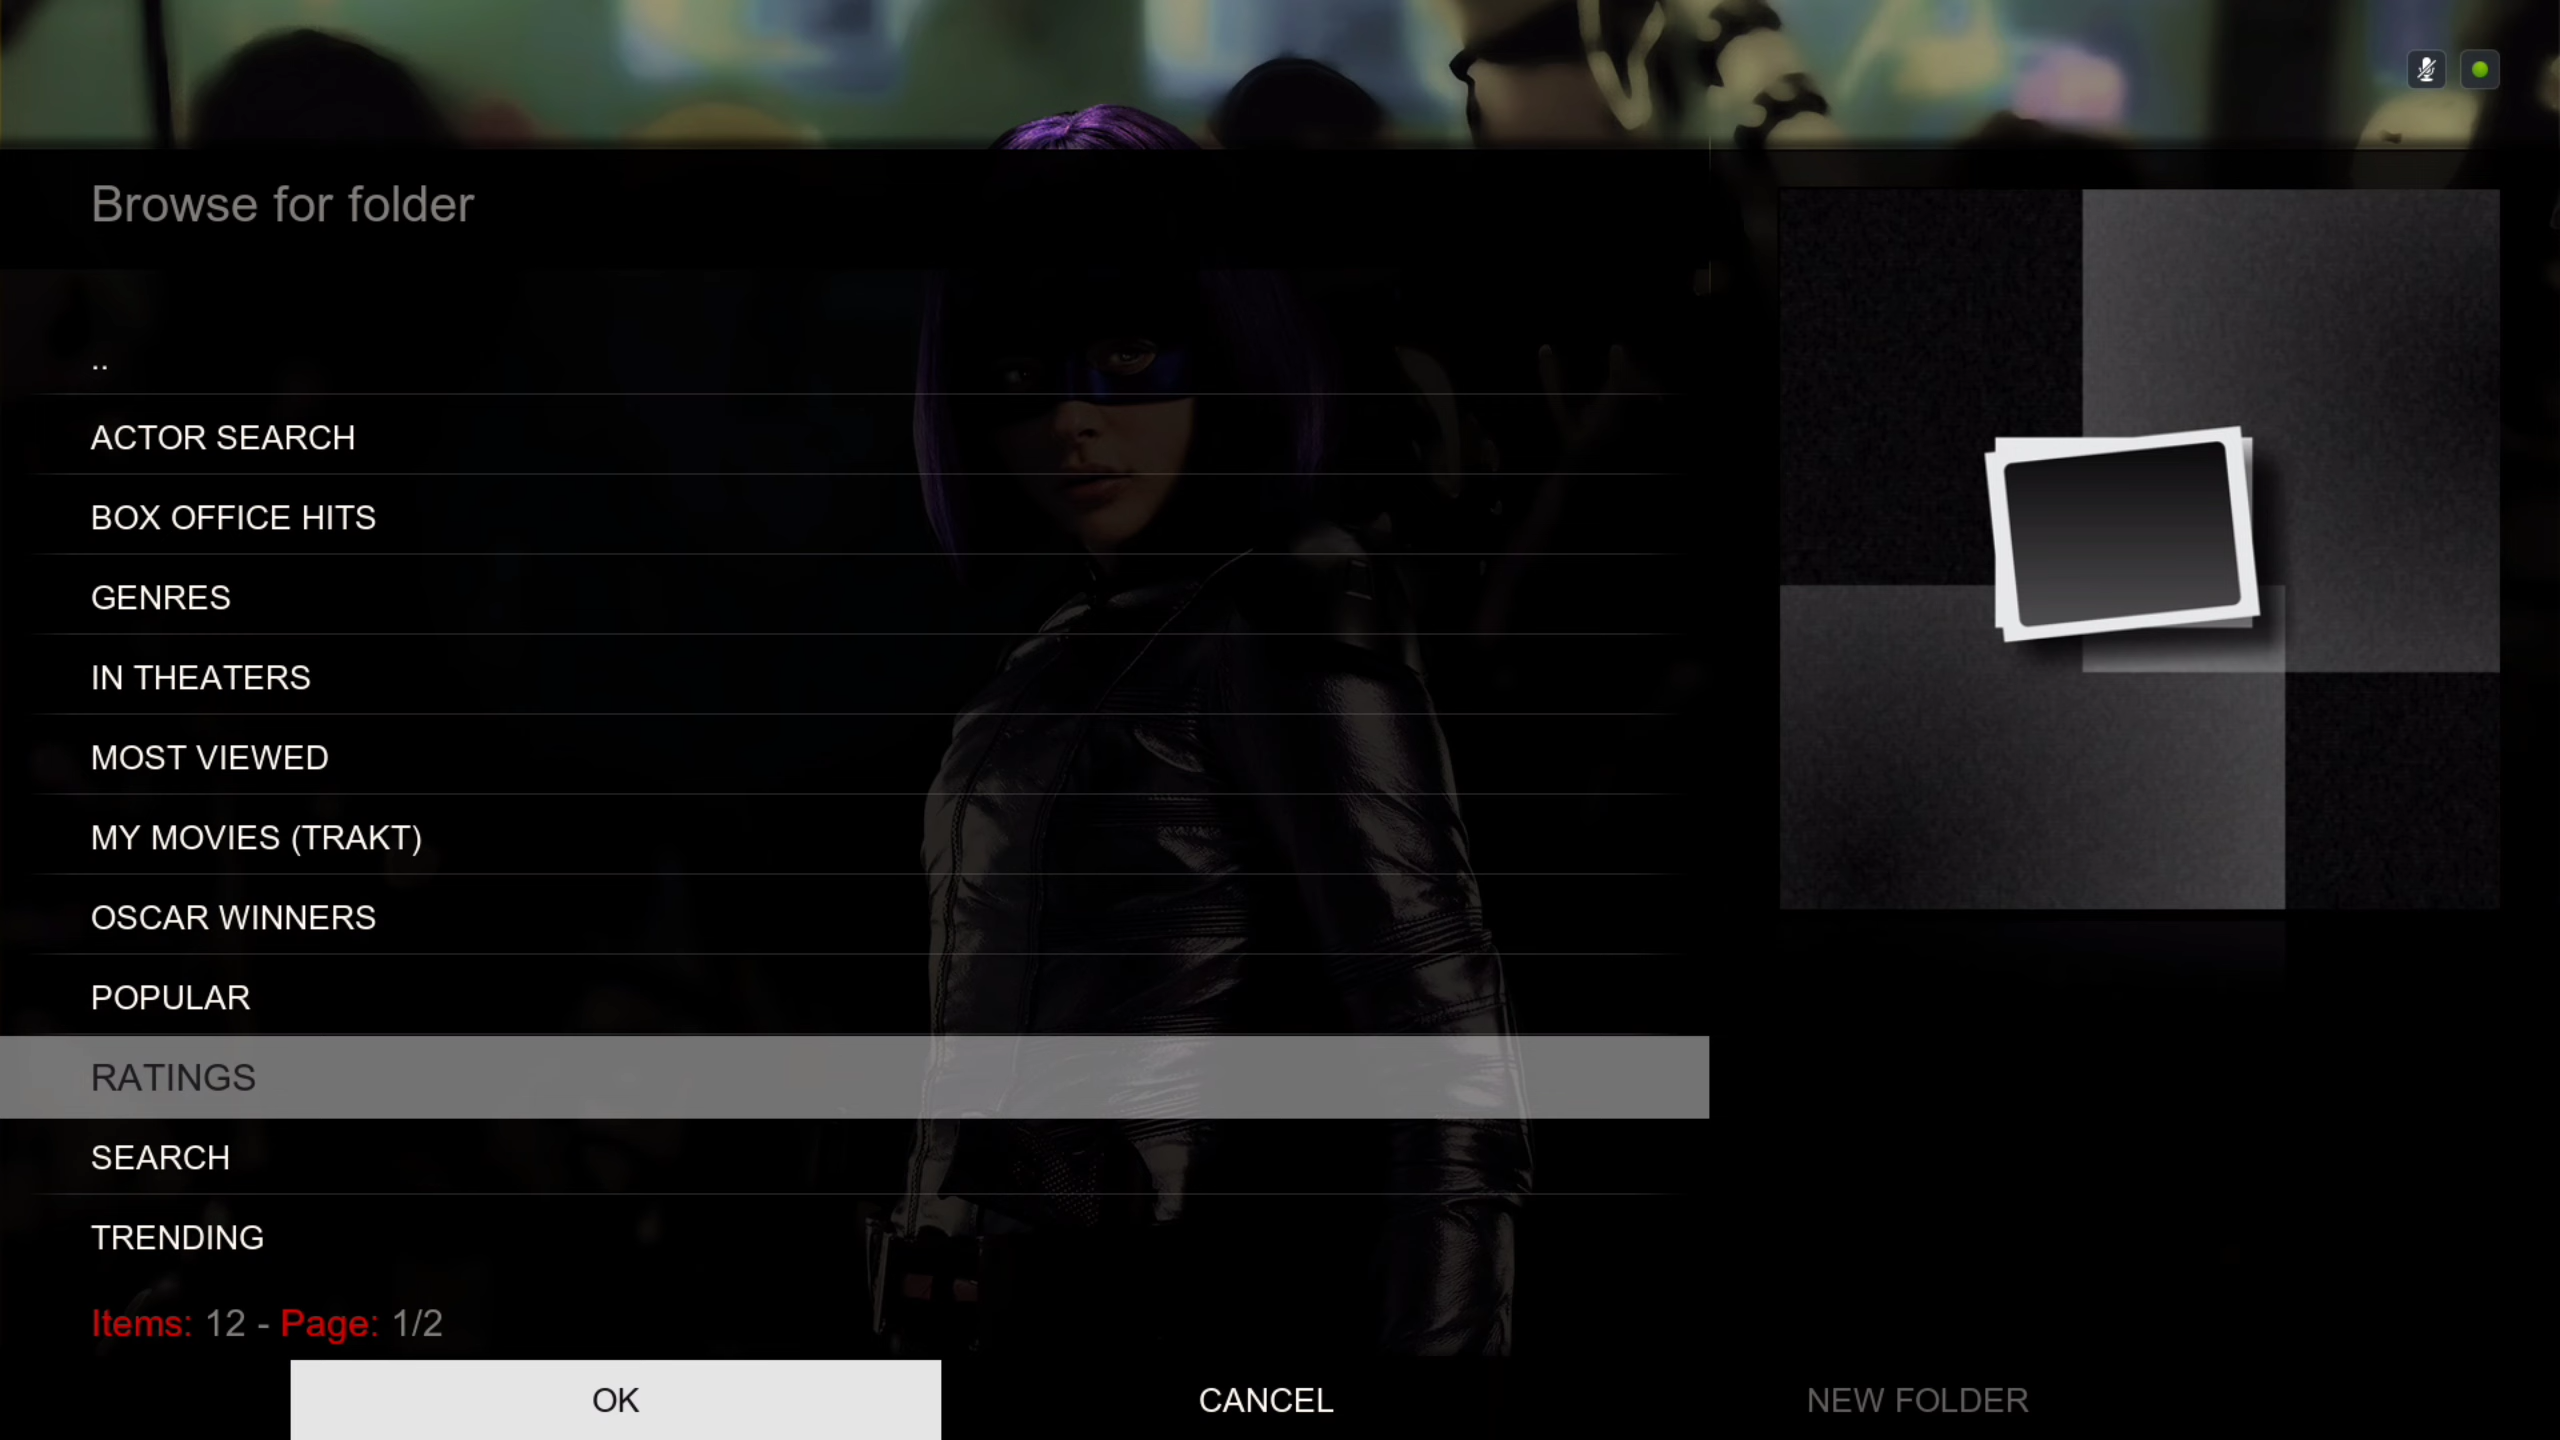 Browse for folder
..
ACTOR SEARCH
BOX OFFICE HITS
GENRES
IN THEATERS
MOST VIEWED
MY MOVIES (TRAKT)
OSCAR WINNERS
POPULAR
RATINGS
SEARCH
TRENDING
Items: 12 - Page: 1/2
OK CANCEL NEW FOLDER